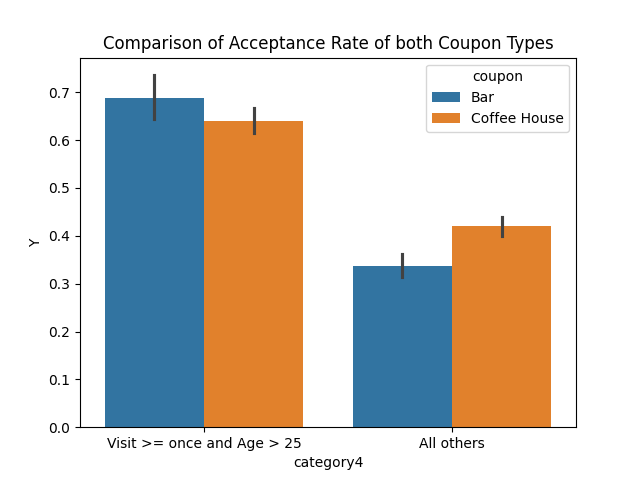 Comparison of Acceptance Rate of both Coupon Types
coupon
Bar
Coffee House
0.7
0.6
0.5
0.4
0.3
0.2
0.1
0.0
Y
Visit >= once and Age > 25
All others
category4